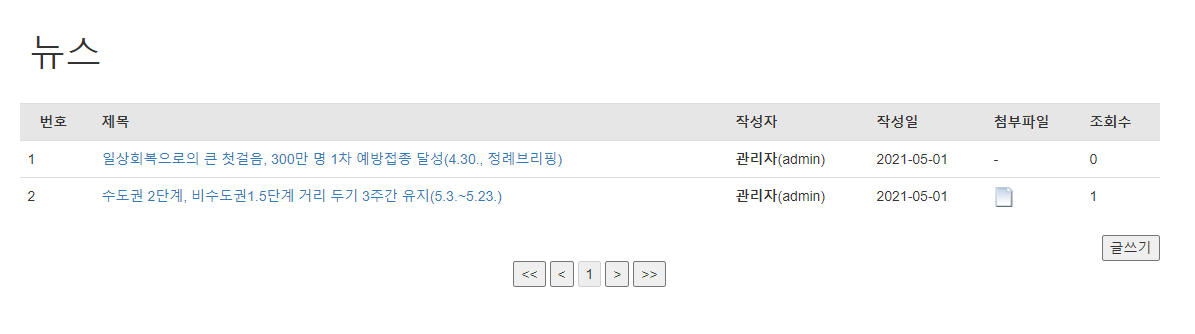 뉴스
번호 제목 작성자 작성일 첨부파일 조회수
1 일상회복으로의 큰 첫걸음, 300만 명 1차 예방접종 달성(4.30., 정례브리핑) 관리자(admin) 2021-05-01 - 0
2 수도권 2단계, 비수도권1.5단계 거리 두기 3주간 유지(5.3.~5.23.) 관리자(admin) 2021-05-01 1
글쓰기
<< < 1 > >>